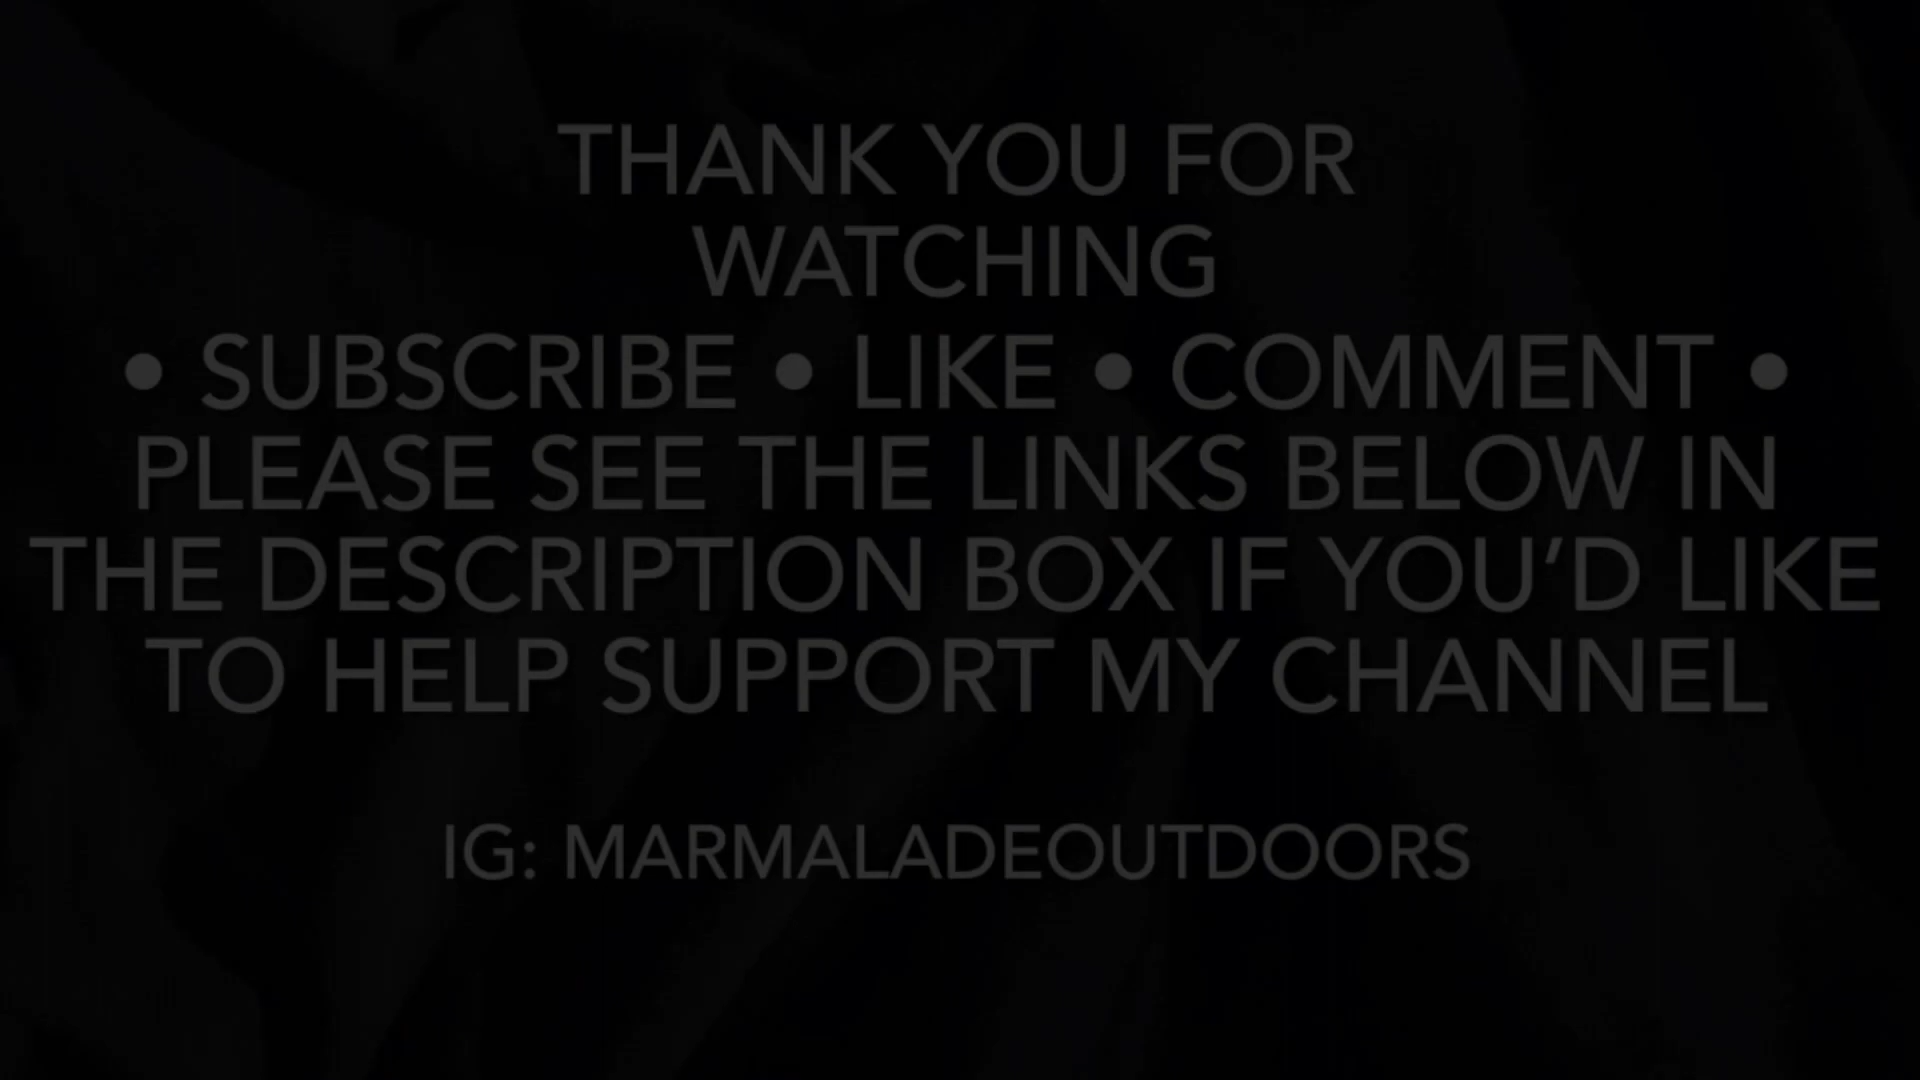 THANK YOU FOR
WATCHING
• SUBSCRIBE • LIKE • COMMENT •
PLEASE SEE THE LINKS BELOW IN
THE DESCRIPTION BOX IF YOU’D LIKE
TO HELP SUPPORT MY CHANNEL
IG: MARMALADEOUTDOORS